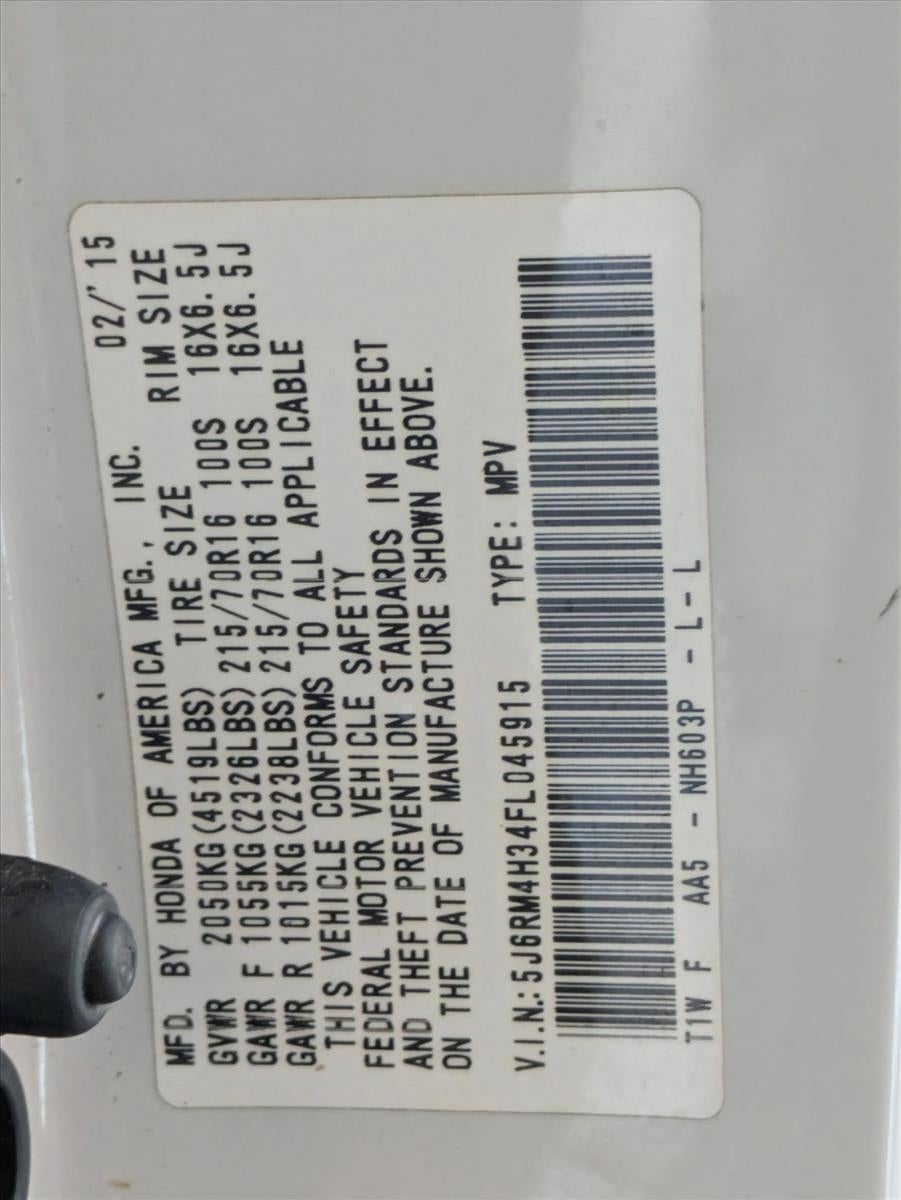 MFD. BY HONDA OF AMERICA MFG., INC. 02/'15
GVWR 2050KG(4519LBS) TIRE SIZE RIM SIZE
GAWR F 1055KG(2326LBS) 215/70R16 100S 16X6.5J
GAWR R 1015KG(2238LBS) 215/70R16 100S 16X6.5J
THIS VEHICLE CONFORMS TO ALL APPLICABLE
FEDERAL MOTOR VEHICLE SAFETY
AND THEFT PREVENTION STANDARDS IN EFFECT
ON THE DATE OF MANUFACTURE SHOWN ABOVE.
V.I.N.:5J6RM4H34FL045915 TYPE: MPV
T1W F AA5 - NH603P - L-L